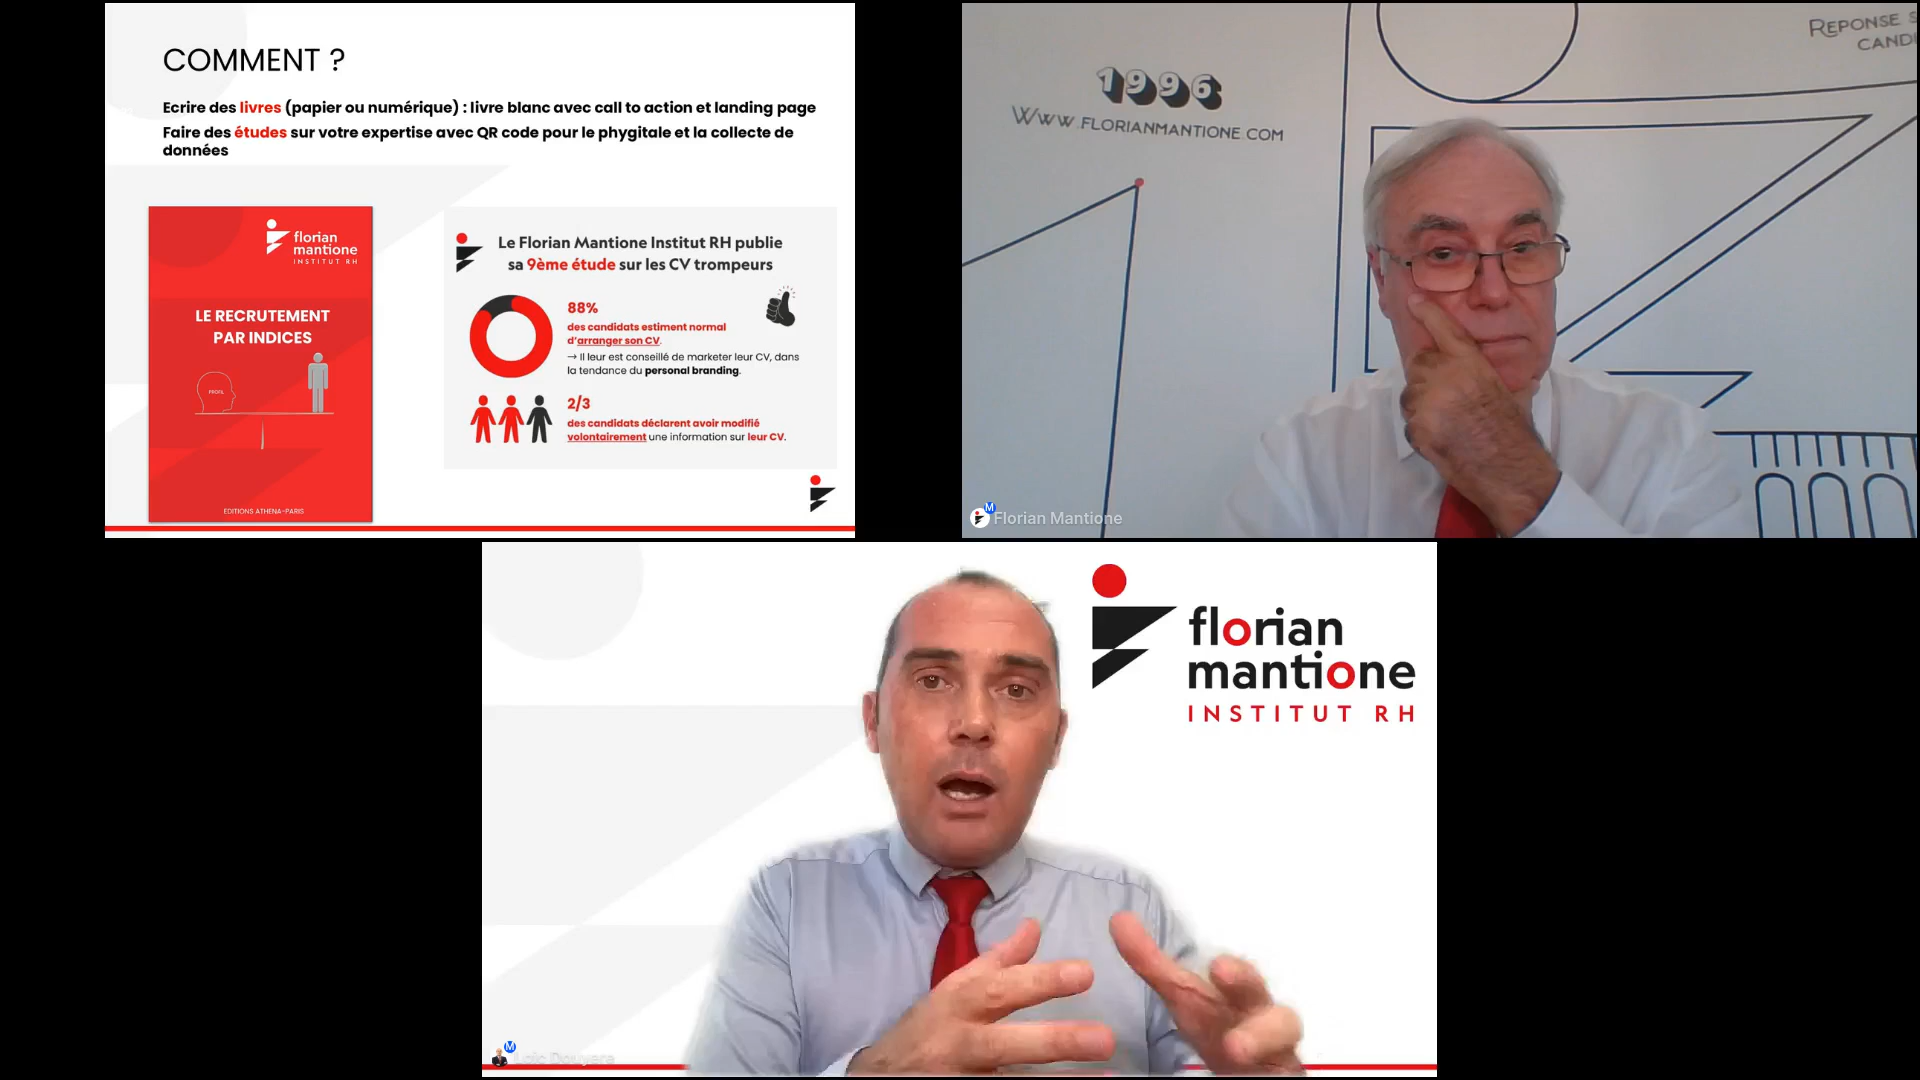 COMMENT ?
Ecrire des livres (papier ou numérique) : livre blanc avec call to action et landing page
Faire des études sur votre expertise avec QR code pour le phygitale et la collecte de
données
florian
mantione
INSTITUT RH
LE RECRUTEMENT
PAR INDICES
PROFIL
EDITIONS ATHENA-PARIS
Le Florian Mantione Institut RH publie
sa 9ème étude sur les CV trompeurs
88%
des candidats estiment normal
d’arranger son CV.
→ Il leur est conseillé de marketer leur CV, dans
la tendance du personal branding.
2/3
des candidats déclarent avoir modifié
volontairement une information sur leur CV.
1996
WWW.FLORIANMANTIONE.COM
REPONSE
M
Florian Mantione
florian
mantione
INSTITUT RH
M